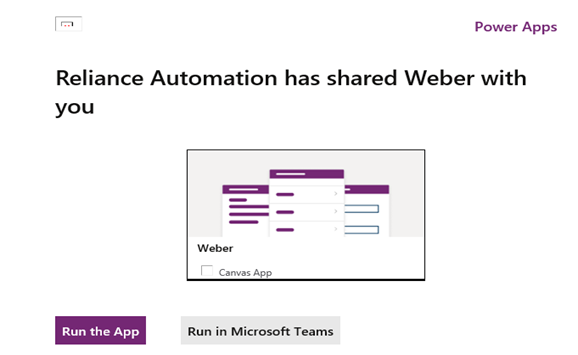 Power Apps
Reliance Automation has shared Weber with
you
Weber
Canvas App
Run the App
Run in Microsoft Teams